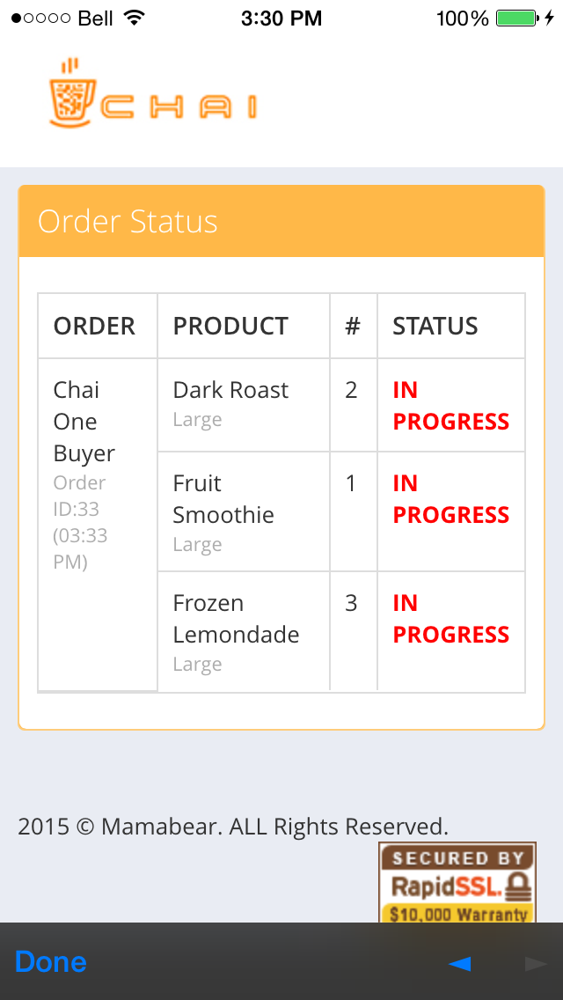 Bell 3:30 PM 100%
CHAI
Order Status
ORDER PRODUCT # STATUS
Chai
One
Buyer
Order
ID:33
(03:33
PM)
Dark Roast 2 IN
Large PROGRESS
Fruit 1 IN
Smoothie PROGRESS
Large
Frozen 3 IN
Lemondade PROGRESS
Large
2015 © Mamabear. ALL Rights Reserved.
SECURED BY
RapidSSL.
$10,000 Warranty
Done